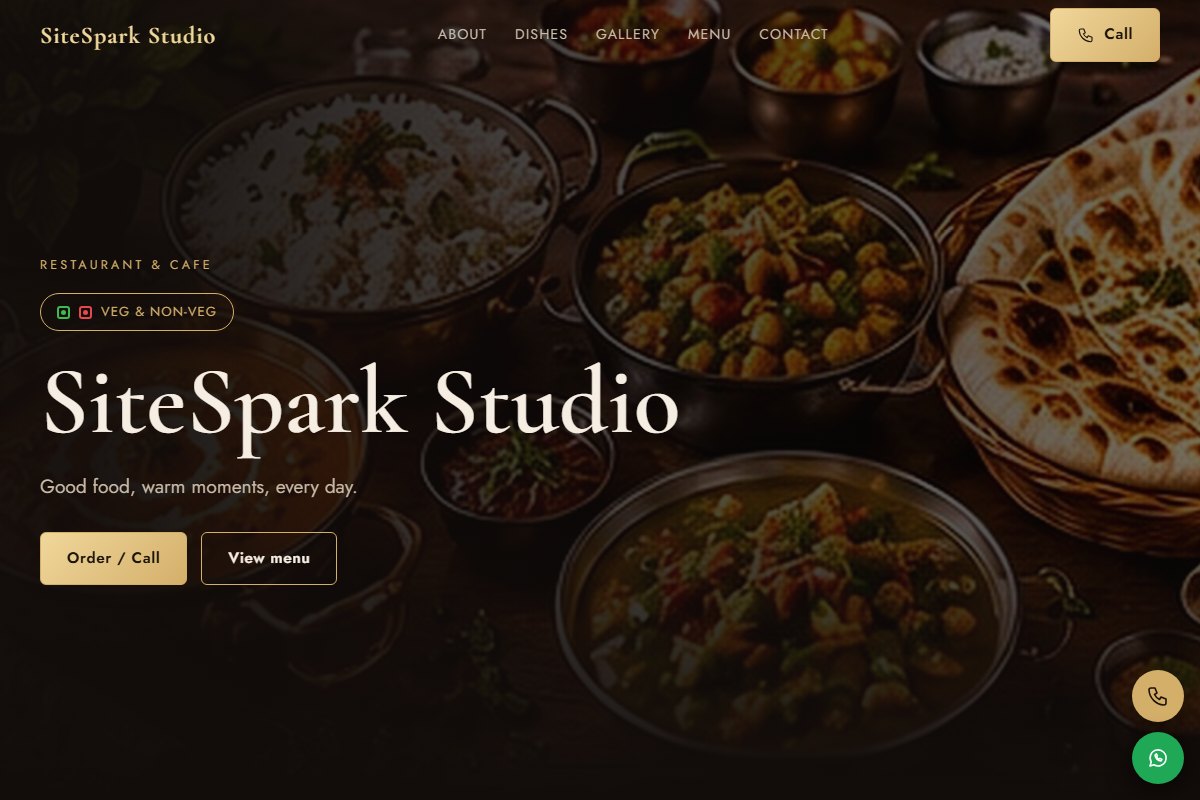 SiteSpark Studio
ABOUT DISHES GALLERY MENU CONTACT
Call
RESTAURANT & CAFE
VEG & NON-VEG
SiteSpark Studio
Good food, warm moments, every day.
Order / Call
View menu